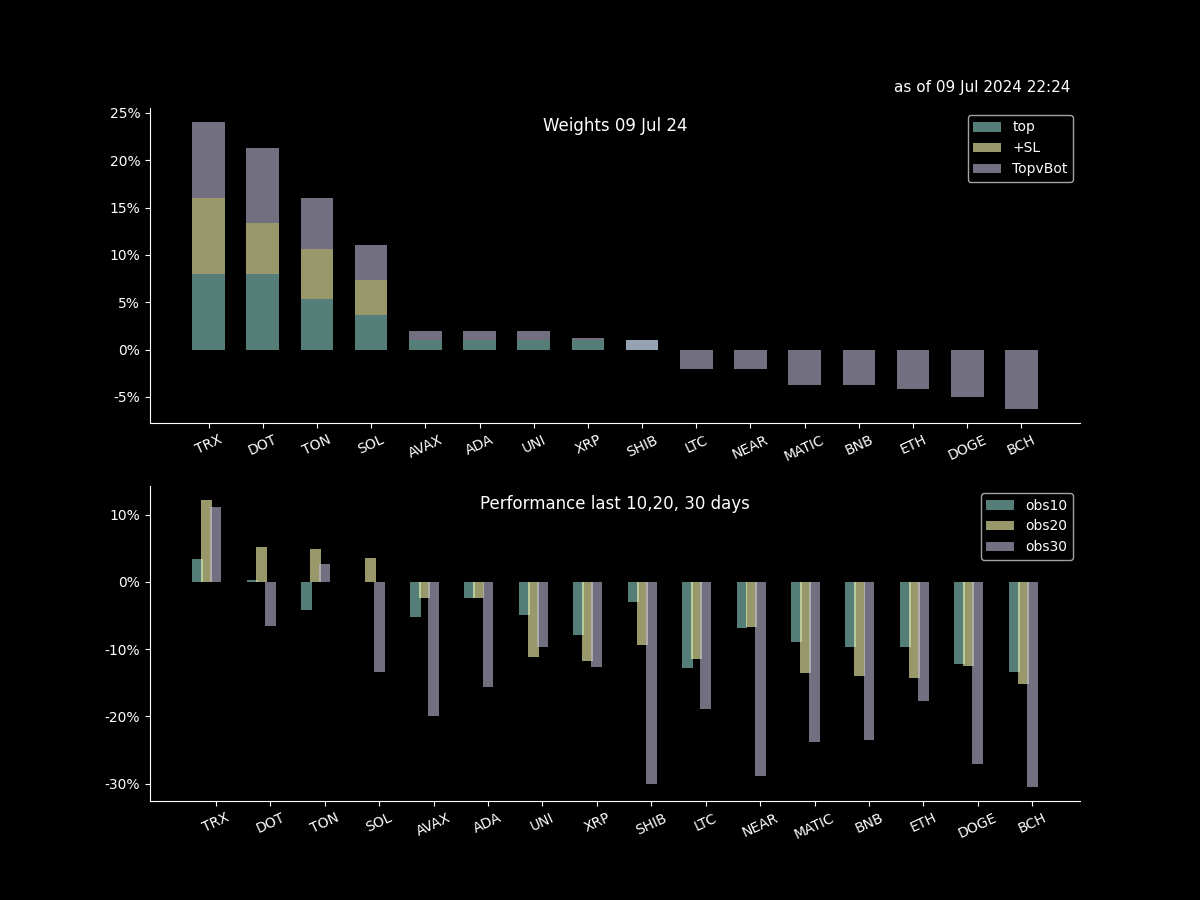 as of 09 Jul 2024 22:24
Weights 09 Jul 24
top
+SL
TopvBot
25%
20%
15%
10%
5%
0%
-5%
TRX DOT TON SOL AVAX ADA UNI XRP SHIB LTC NEAR MATIC BNB ETH DOGE BCH
Performance last 10,20, 30 days
obs10
obs20
obs30
10%
0%
-10%
-20%
-30%
TRX DOT TON SOL AVAX ADA UNI XRP SHIB LTC NEAR MATIC BNB ETH DOGE BCH